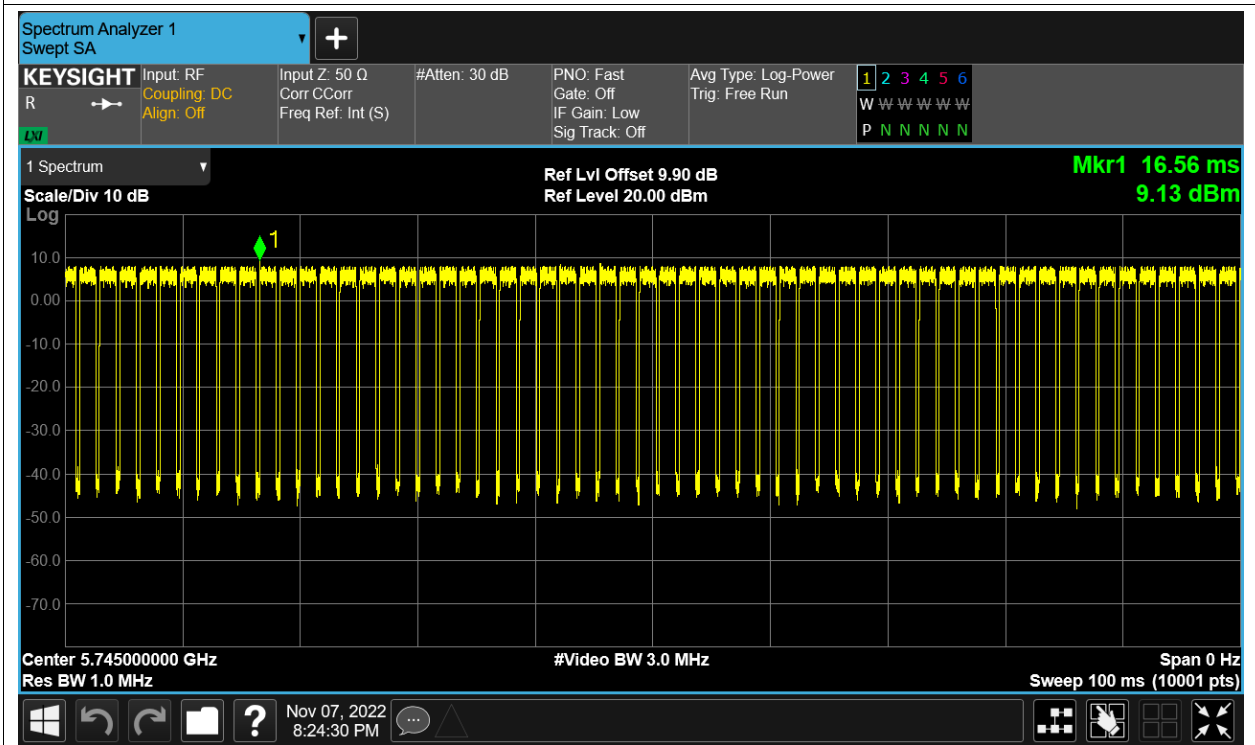 Spectrum Analyzer 1
Swept SA
KEYSIGHT
R
LXI
Input: RF
Coupling: DC
Align: Off
Input Z: 50 Ω
Corr CCorr
Freq Ref: Int (S)
#Atten: 30 dB
PNO: Fast
Gate: Off
IF Gain: Low
Sig Track: Off
Avg Type: Log-Power
Trig: Free Run
1 2 3 4 5 6
W W W W W W
P N N N N N
1 Spectrum
Scale/Div 10 dB
Log
Ref Lvl Offset 9.90 dB
Ref Level 20.00 dBm
Mkr1 16.56 ms
9.13 dBm
1
10.0
0.00
-10.0
-20.0
-30.0
-40.0
-50.0
-60.0
-70.0
Center 5.745000000 GHz
Res BW 1.0 MHz
#Video BW 3.0 MHz
Span 0 Hz
Sweep 100 ms (10001 pts)
?
Nov 07, 2022
8:24:30 PM